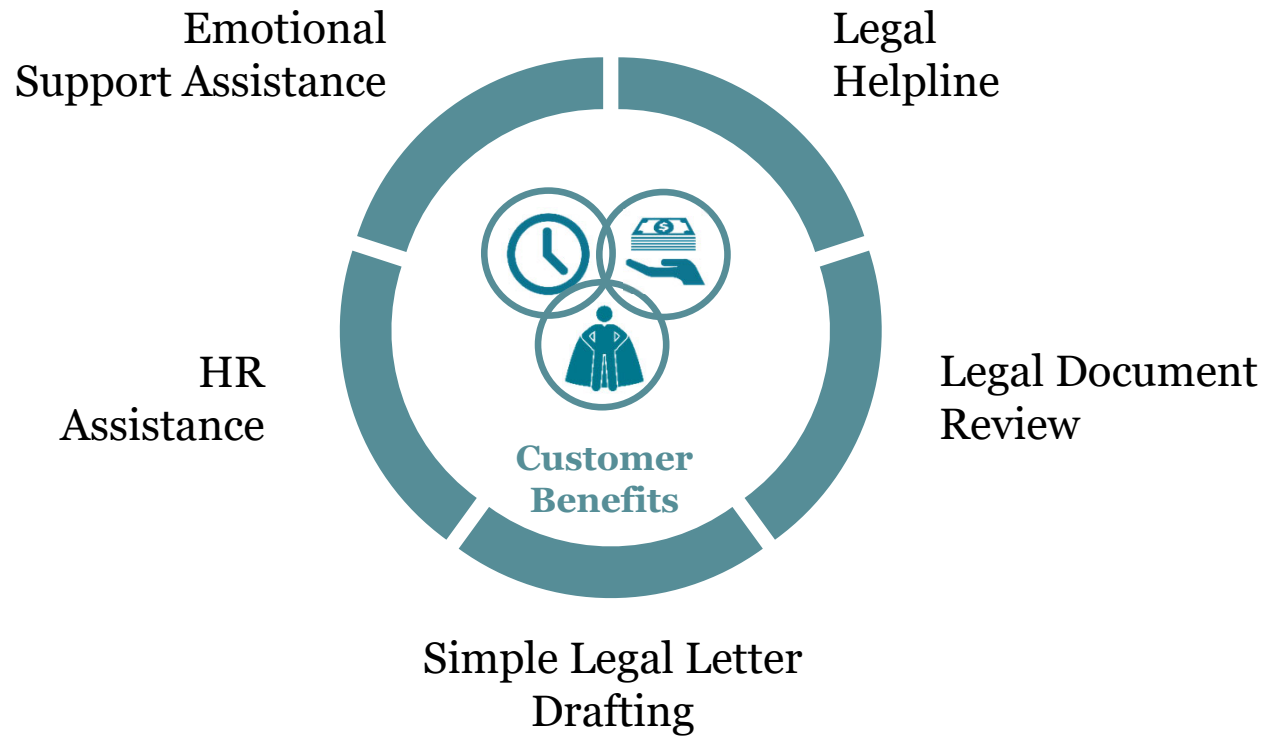 Emotional
Support Assistance
Legal
Helpline
HR
Assistance
Legal Document
Review
Customer
Benefits
Simple Legal Letter
Drafting